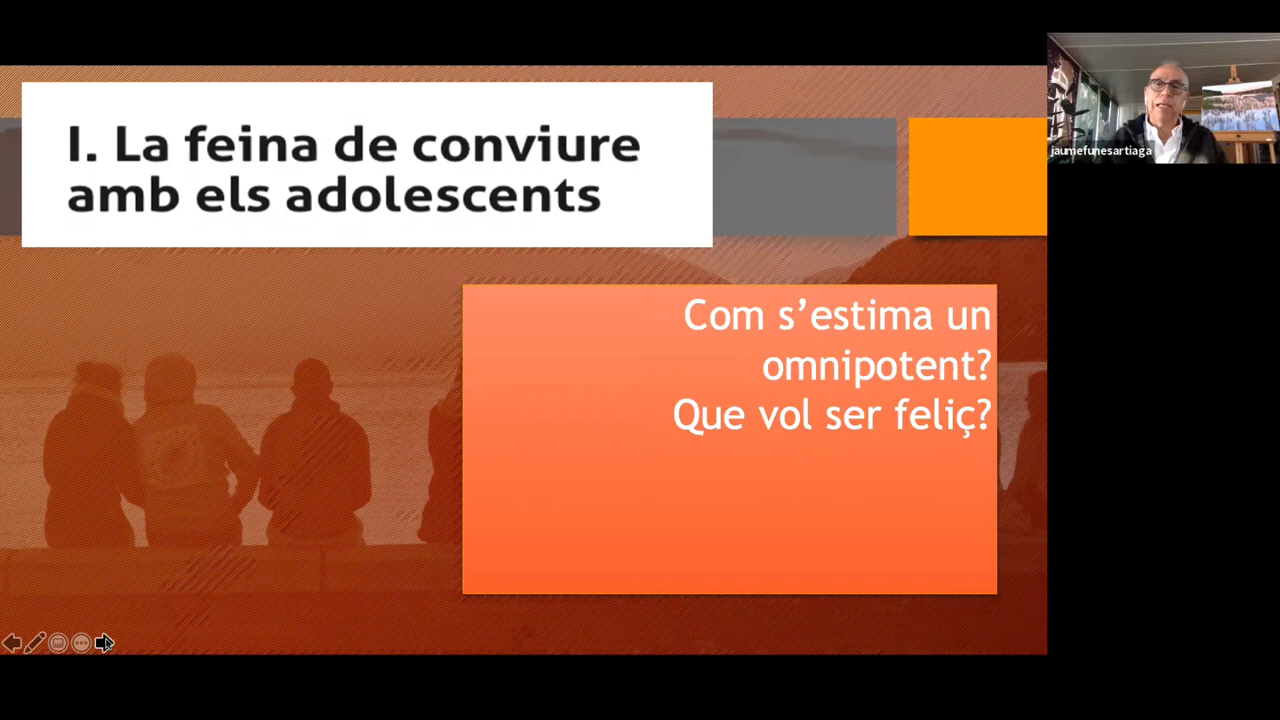 I. La feina de conviure
amb els adolescents
Com s’estima un
omnipotent?
Que vol ser feliç?
jaumefunesartiaga